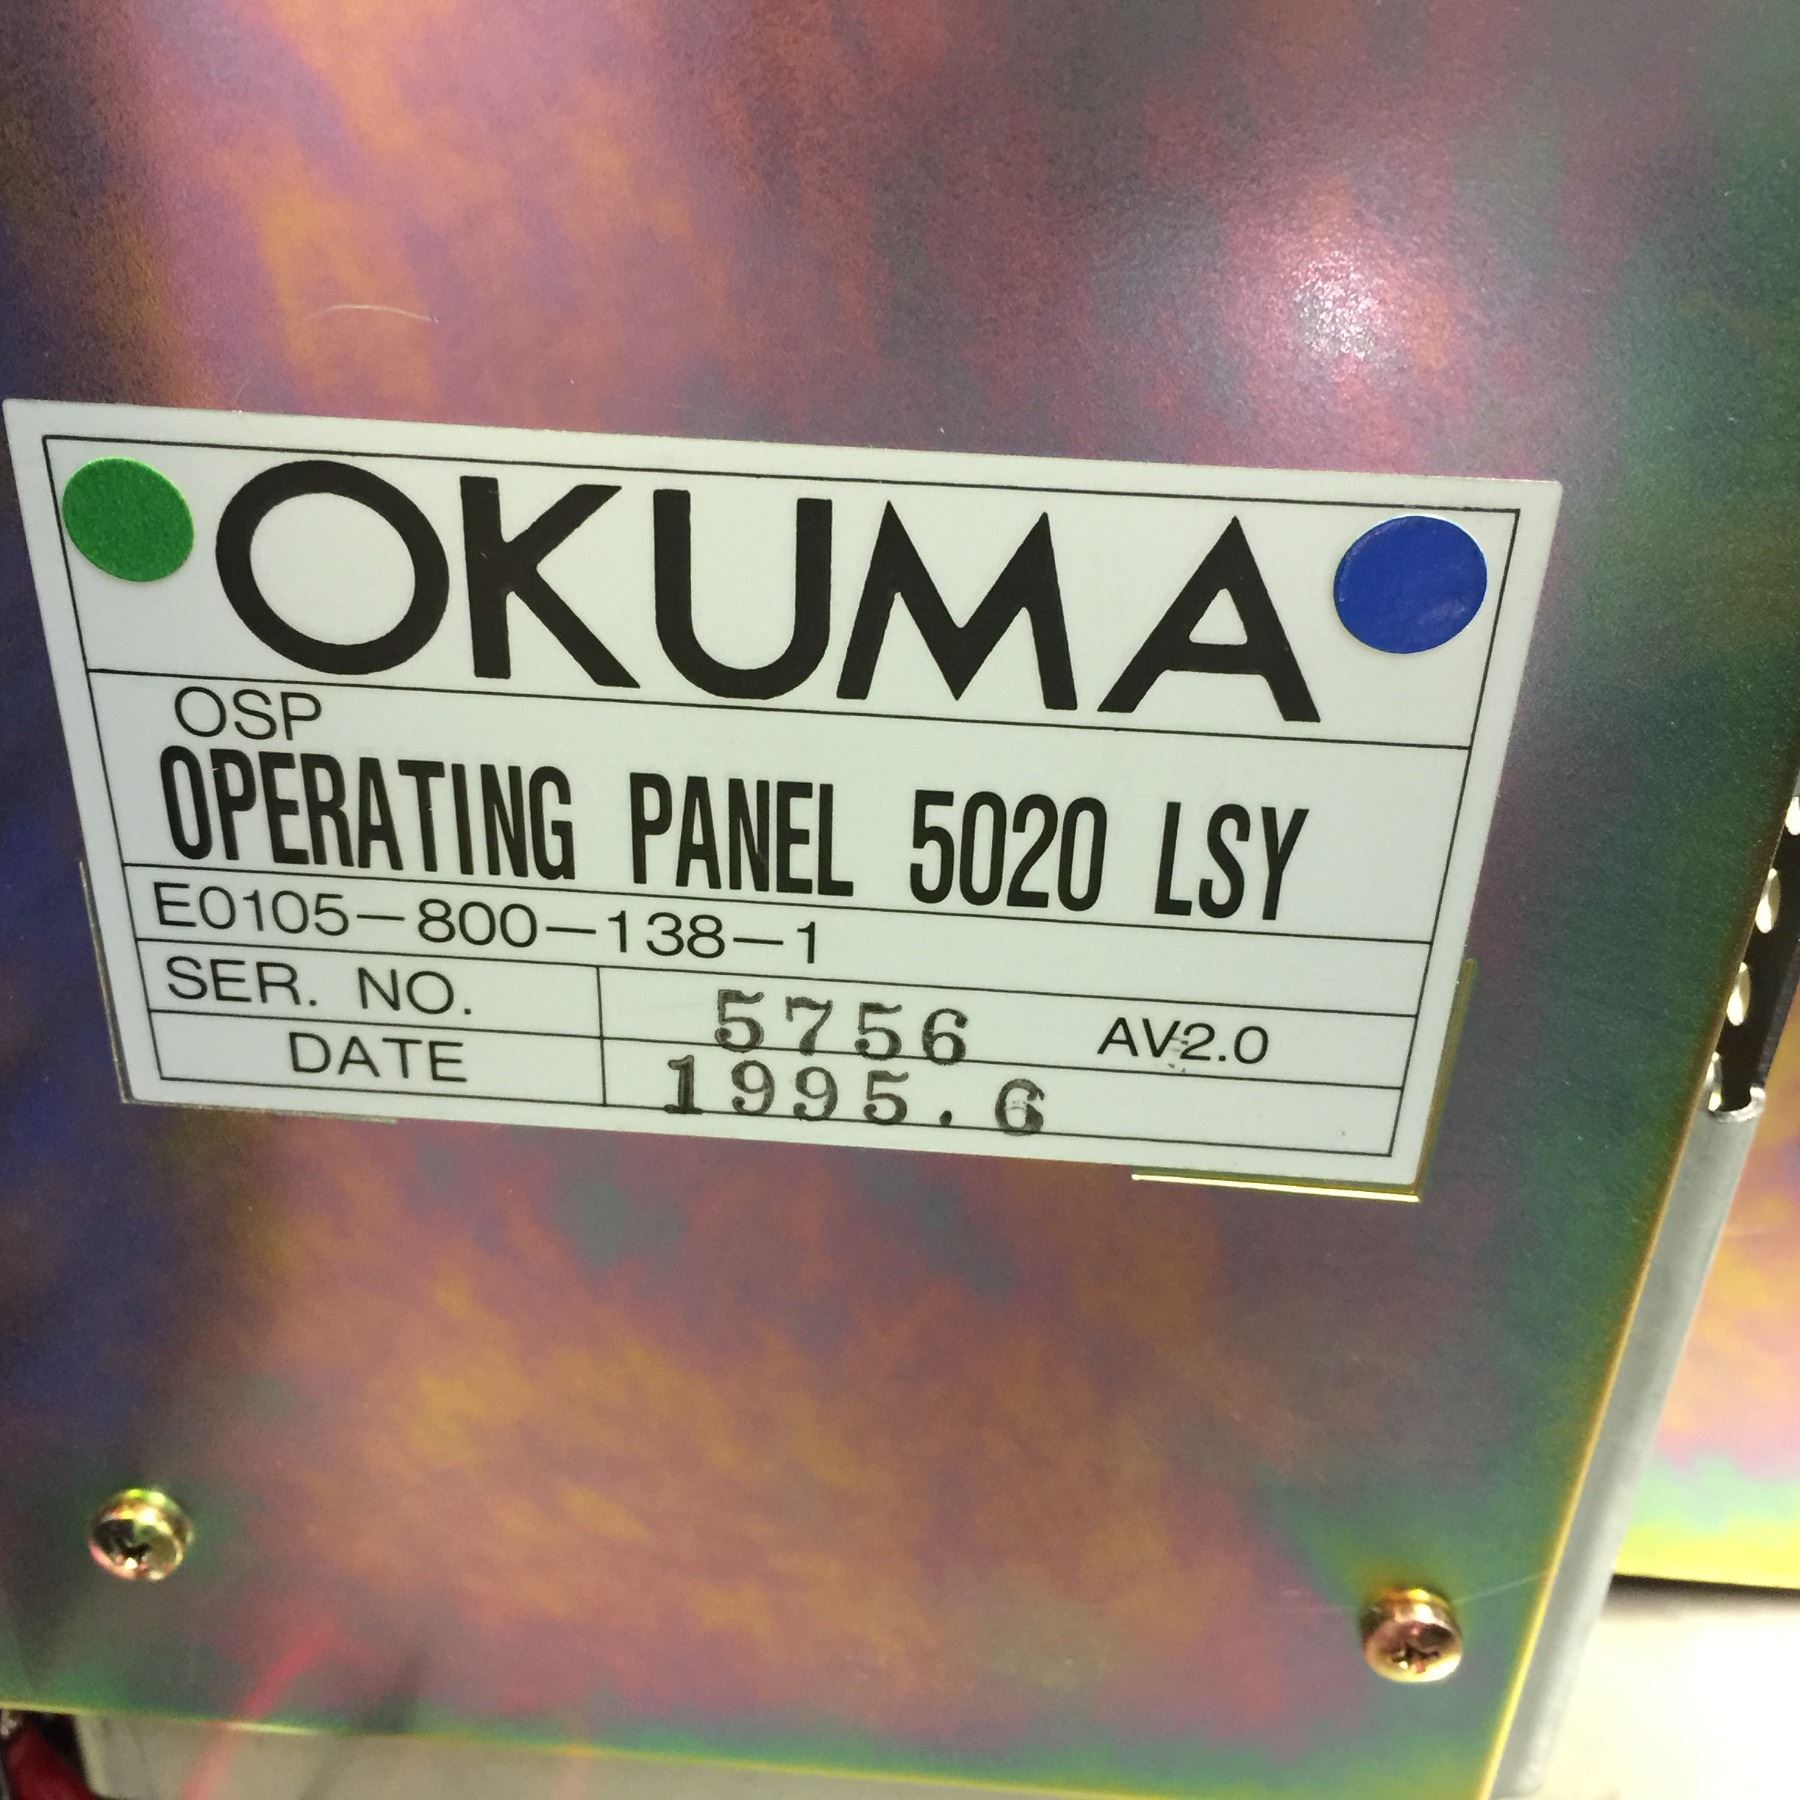 OKUMA
OSP
OPERATING PANEL 5020 LSY
E0105-800-138-1
SER. NO. 5756 AV2.0
DATE 1995.6